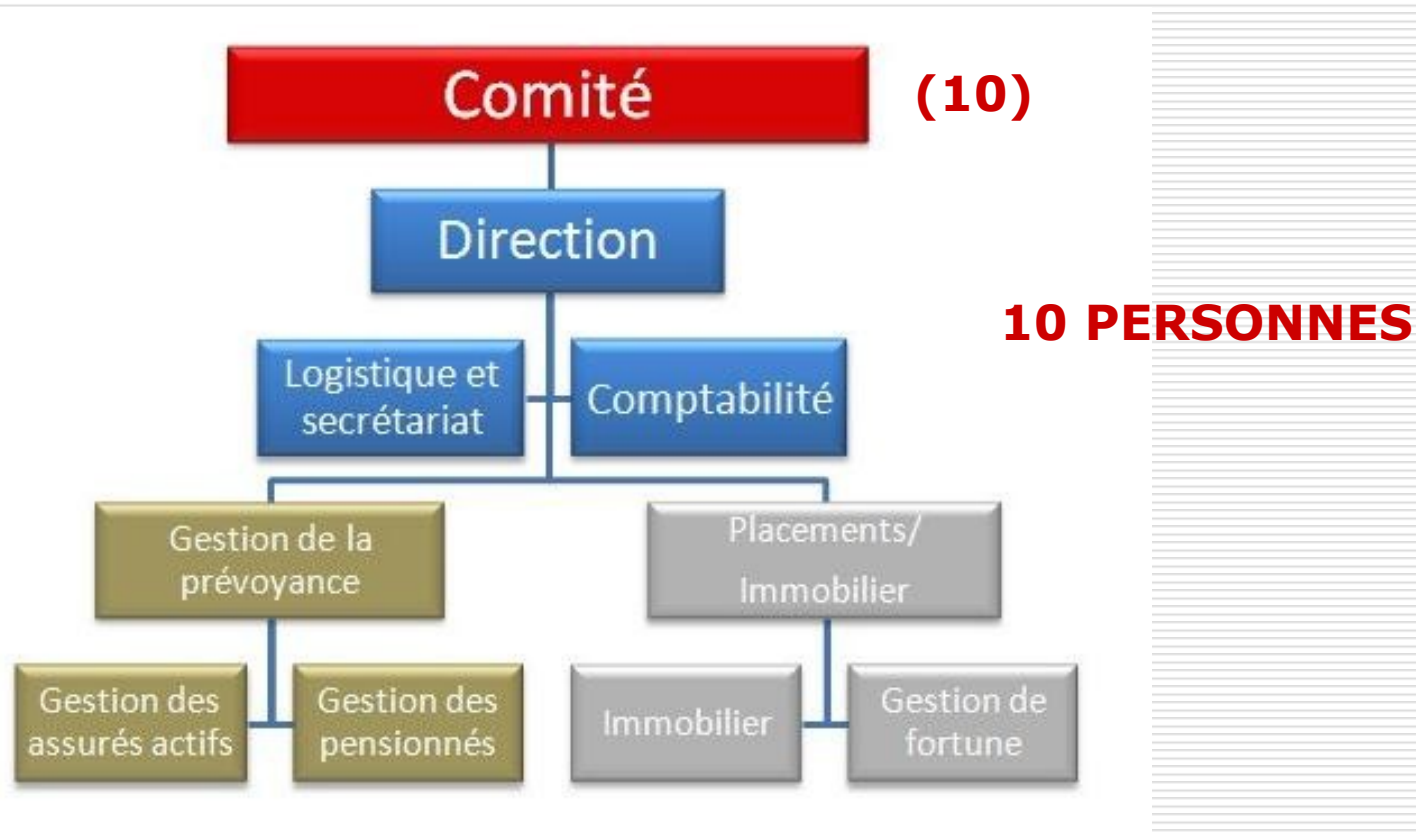 Comité
(10)
Direction
10 PERSONNES
Logistique et
secrétariat
Comptabilité
Gestion de la
prévoyance
Placements/
Immobilier
Gestion des
assurés actifs
Gestion des
pensionnés
Immobilier
Gestion de
fortune